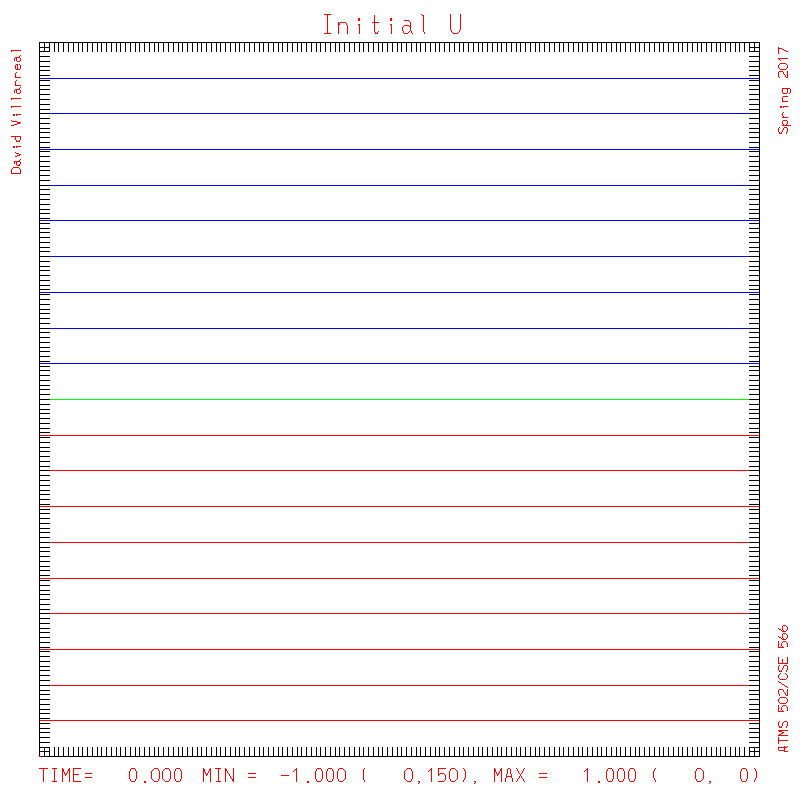 Initial U
David Villarreal
Spring 2017
ATMS 502/CSE 566
TIME= 0.000 MIN = -1.000 ( 0,150), MAX = 1.000 ( 0, 0)